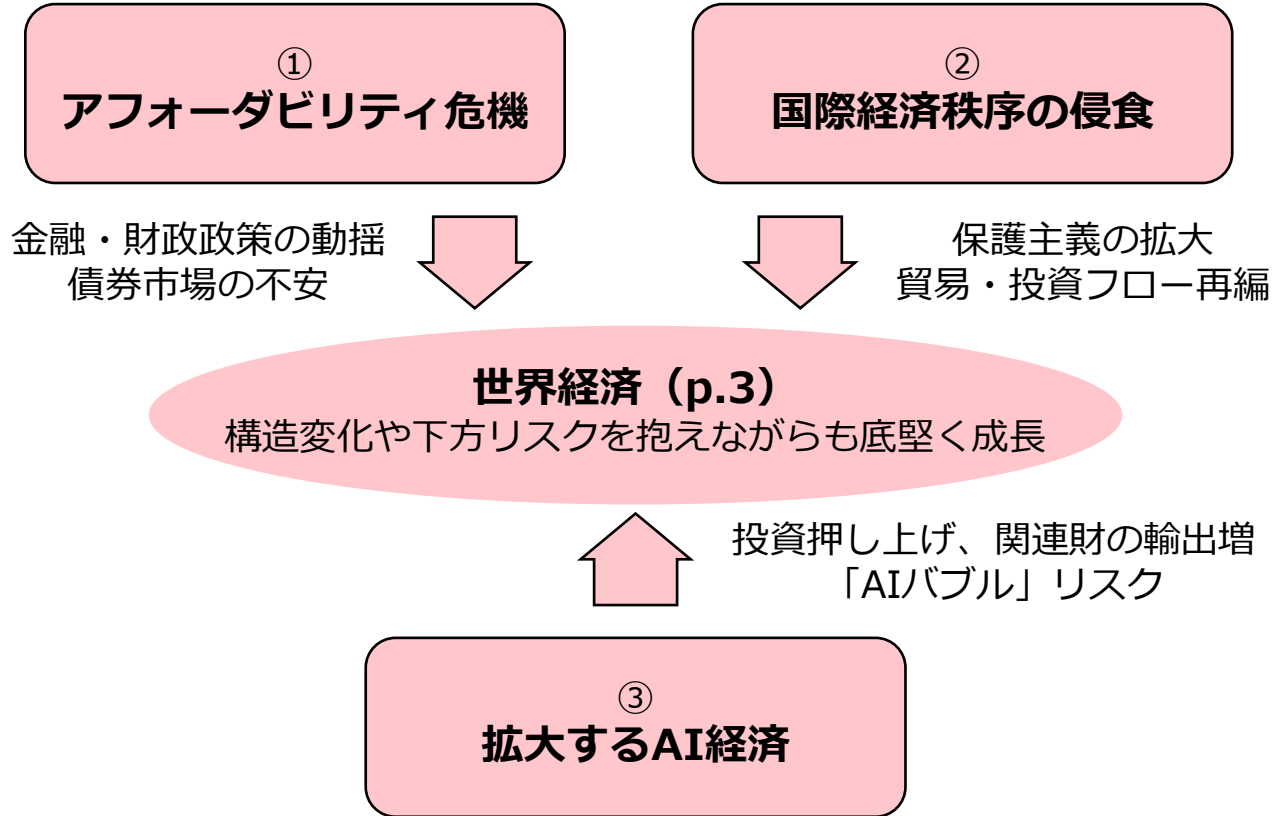 ①
アフォーダビリティ危機
②
国際経済秩序の侵食
金融・財政政策の動揺
債券市場の不安
保護主義の拡大
貿易・投資フロー再編
世界経済（p.3）
構造変化や下方リスクを抱えながらも底堅く成長
投資押し上げ、関連財の輸出増
「AIバブル」リスク
③
拡大するAI経済